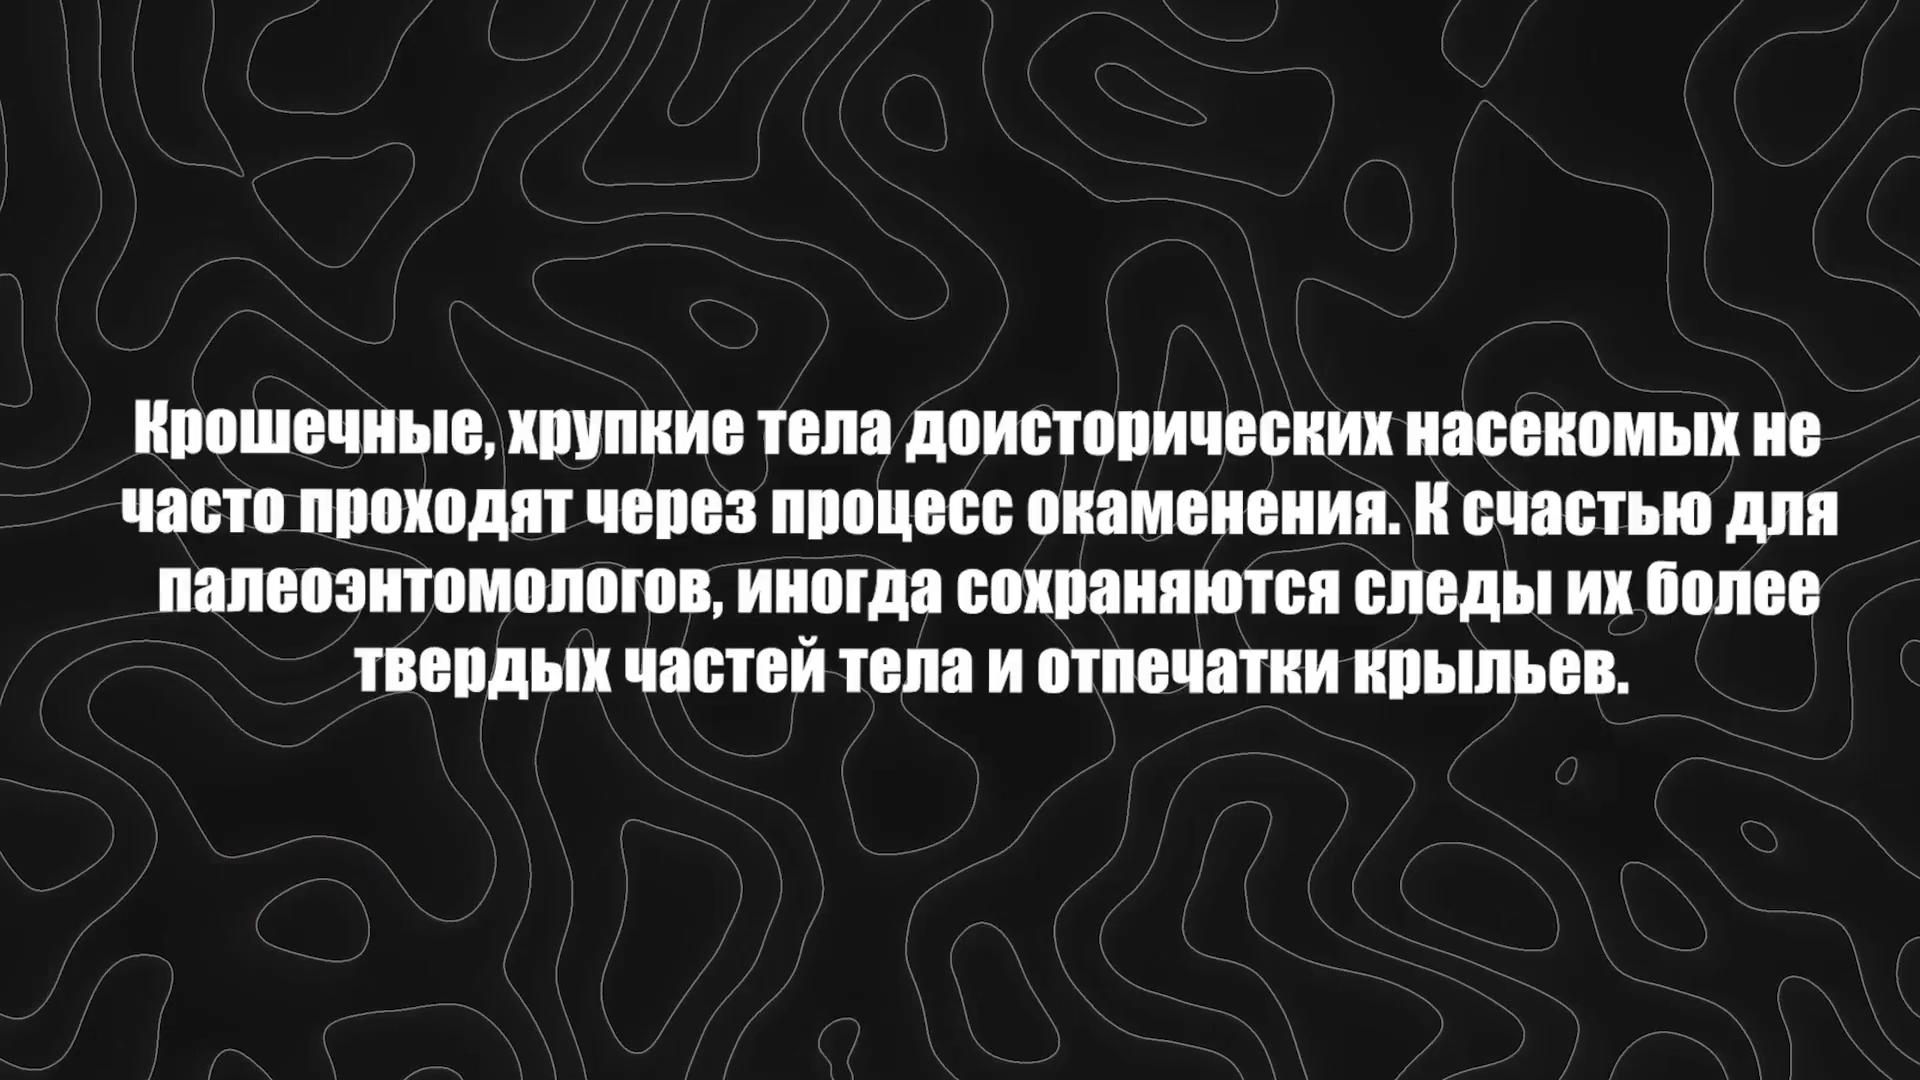 Крошечные, хрупкие тела доисторических насекомых не
часто проходят через процесс окаменения. К счастью для
палеоэнтомологов, иногда сохраняются следы их более
твердых частей тела и отпечатки крыльев.